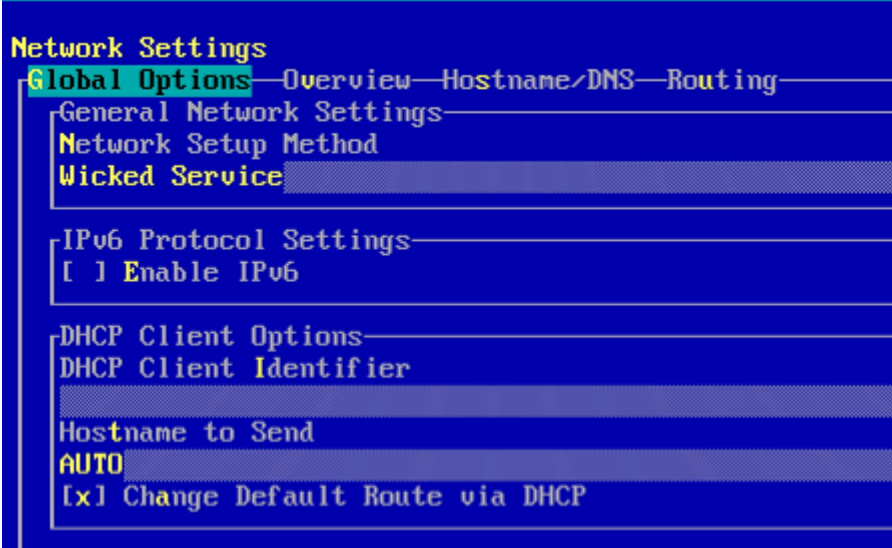 Network Settings
Global Options—Overview—Hostname/DNS—Routing
General Network Settings
Network Setup Method
Wicked Service
IPv6 Protocol Settings
[ ] Enable IPv6
DHCP Client Options
DHCP Client Identifier
Hostname to Send
AUTO
[x] Change Default Route via DHCP